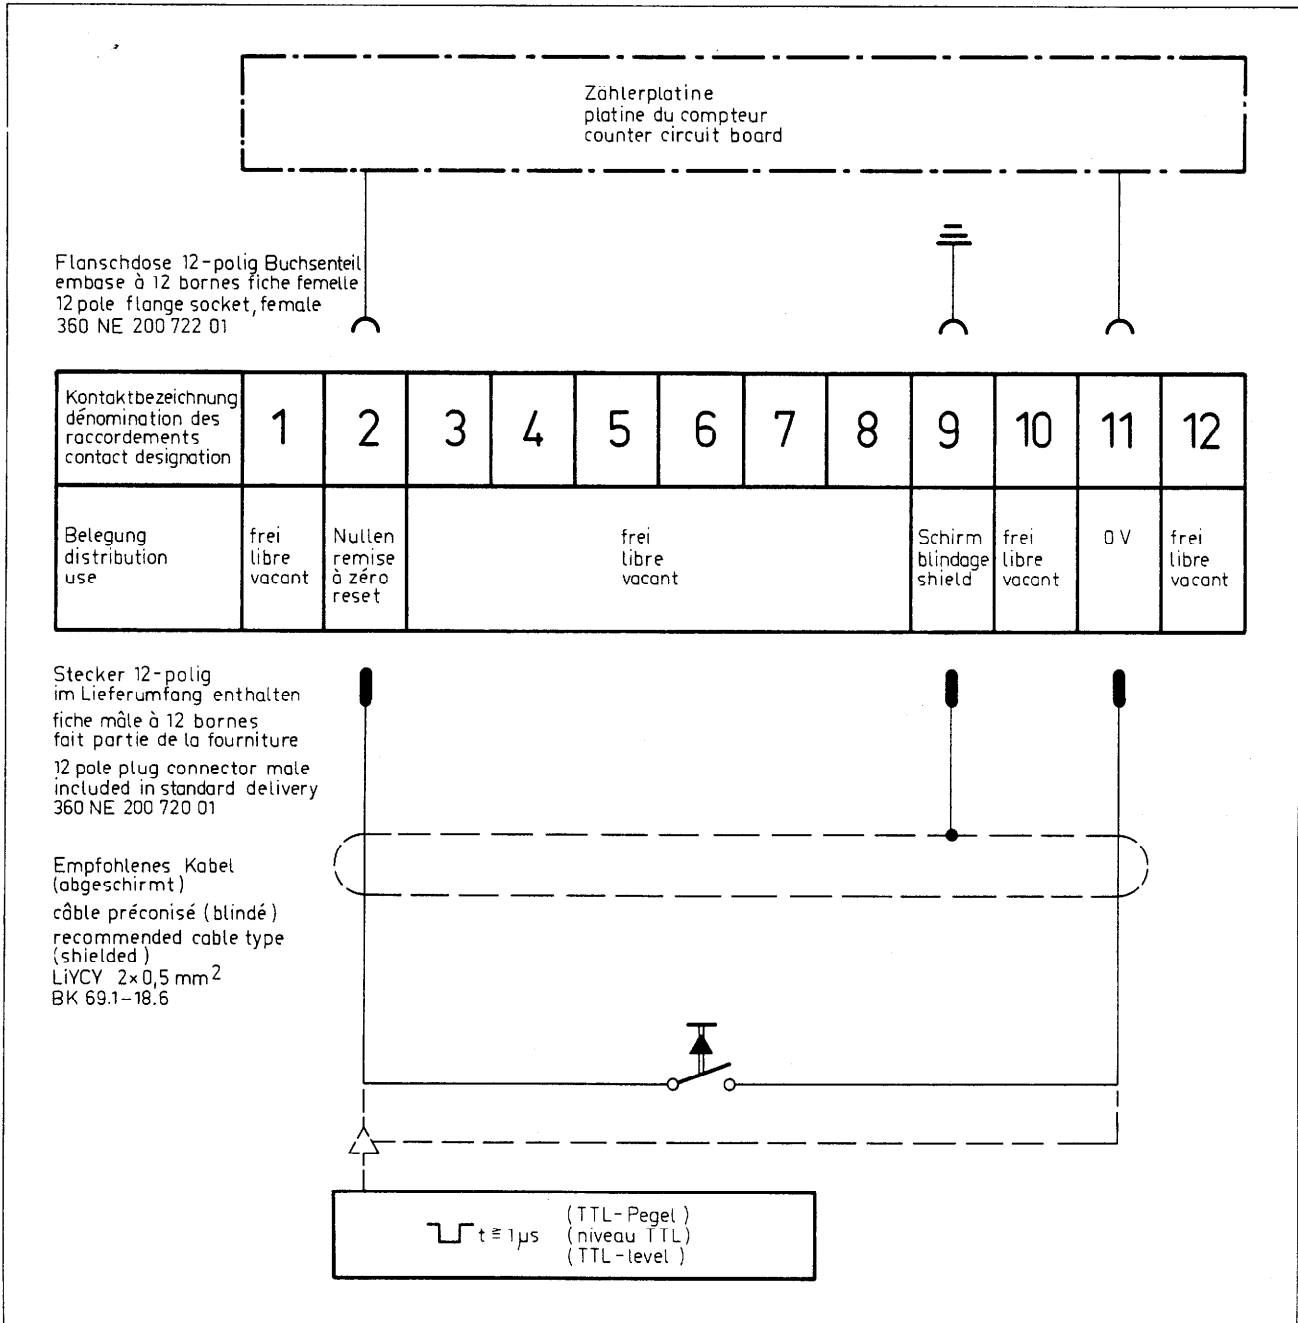 Zählerplatine
platine du compteur
counter circuit board
Flanschdose 12-polig Buchsenteil
embase à 12 bornes fiche femelle
12 pole flange socket, female
360 NE 200 722 01
Kontaktbezeichnung
dénomination des
raccordements
contact designation
1 2 3 4 5 6 7 8 9 10 11 12
Belegung
distribution
use
frei
libre
vacant
Nullen
remise
à zéro
reset
frei
libre
vacant
Schirm
blindage
shield
frei
libre
vacant
0 V
frei
libre
vacant
Stecker 12-polig
im Lieferumfang enthalten
fiche mâle à 12 bornes
fait partie de la fourniture
12 pole plug connector male
included in standard delivery
360 NE 200 720 01
Empfohlenes Kabel
(abgeschirmt)
câble préconisé (blindé)
recommended cable type
(shielded)
LiYCY 2×0,5 mm²
BK 69.1-18.6
t ≧ 1µs
(TTL-Pegel)
(niveau TTL)
(TTL-level)